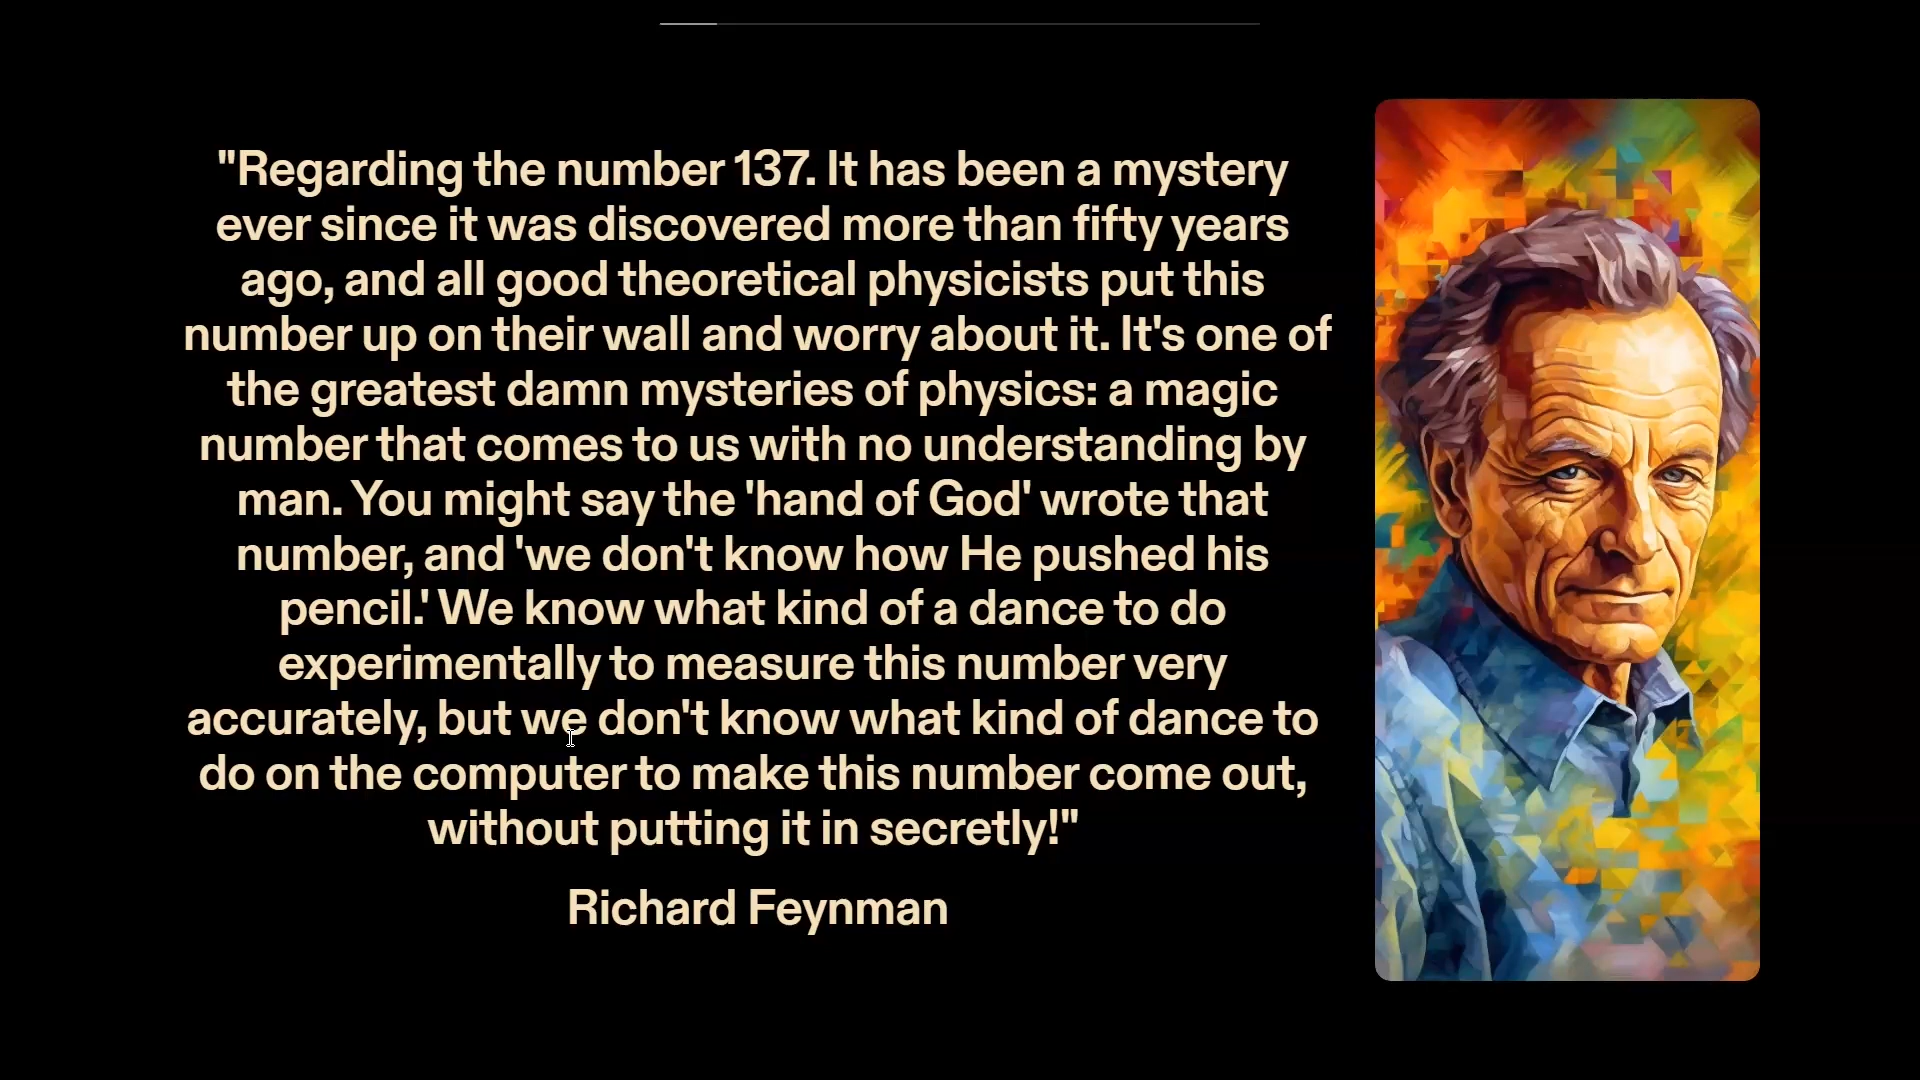 "Regarding the number 137. It has been a mystery
ever since it was discovered more than fifty years
ago, and all good theoretical physicists put this
number up on their wall and worry about it. It's one of
the greatest damn mysteries of physics: a magic
number that comes to us with no understanding by
man. You might say the 'hand of God' wrote that
number, and 'we don't know how He pushed his
pencil.' We know what kind of a dance to do
experimentally to measure this number very
accurately, but we don't know what kind of dance to
do on the computer to make this number come out,
without putting it in secretly!"
Richard Feynman